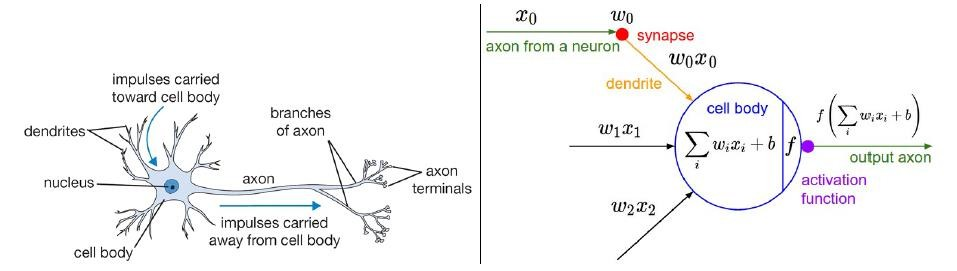 impulses carried
toward cell body
branches
of axon
dendrites
nucleus
axon
axon
terminals
impulses carried
away from cell body
cell body
x₀
w₀
synapse
axon from a neuron
w₀x₀
dendrite
cell body
w₁x₁
∑ᵢ wᵢxᵢ + b
f
f(∑ᵢ wᵢxᵢ + b)
output axon
activation
function
w₂x₂